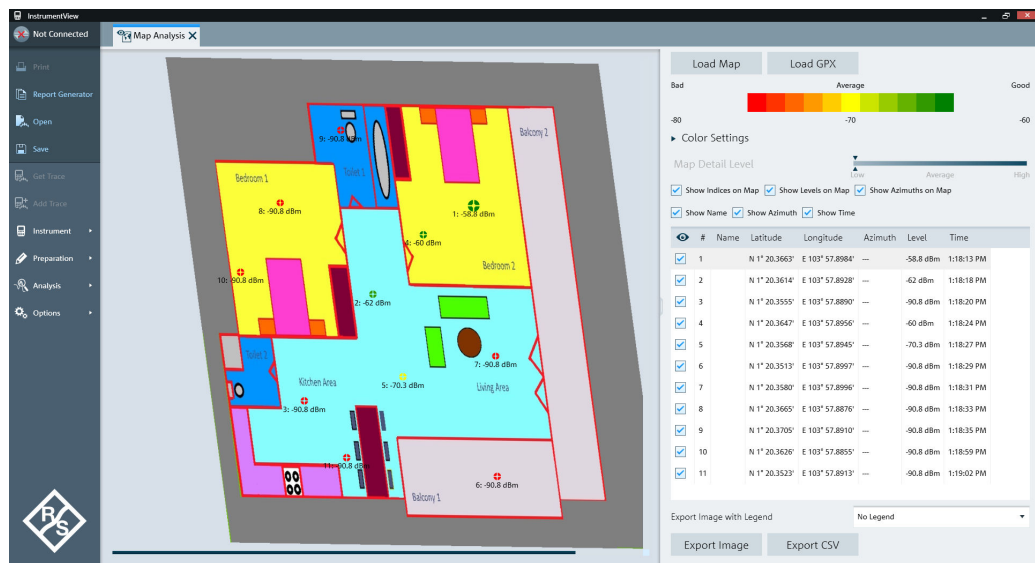 InstrumentView
Not Connected
Map Analysis
Print
Report Generator
Open
Save
Get Trace
Add Trace
Instrument
Preparation
Analysis
Options
R&S
9: -90.8 dBm
Toilet 1
Balcony 2
Bedroom 1
8: -90.8 dBm
1: -58.8 dBm
4: -60 dBm
Bedroom 2
10: -90.8 dBm
2: -62 dBm
Toilet 2
7: -90.8 dBm
Kitchen Area
5: -70.3 dBm
Living Area
3: -90.8 dBm
11: -90.8 dBm
6: -90.8 dBm
Balcony 1
Load Map
Load GPX
Bad Average Good
-80 -70 -60
Color Settings
Map Detail Level
Low Average High
Show Indices on Map Show Levels on Map Show Azimuths on Map
Show Name Show Azimuth Show Time
# Name Latitude Longitude Azimuth Level Time
1 N 1° 20.3663' E 103° 57.8984' --- -58.8 dBm 1:18:13 PM
2 N 1° 20.3614' E 103° 57.8928' --- -62 dBm 1:18:18 PM
3 N 1° 20.3555' E 103° 57.8890' --- -90.8 dBm 1:18:20 PM
4 N 1° 20.3647' E 103° 57.8956' --- -60 dBm 1:18:24 PM
5 N 1° 20.3568' E 103° 57.8945' --- -70.3 dBm 1:18:27 PM
6 N 1° 20.3513' E 103° 57.8997' --- -90.8 dBm 1:18:29 PM
7 N 1° 20.3580' E 103° 57.8996' --- -90.8 dBm 1:18:31 PM
8 N 1° 20.3665' E 103° 57.8876' --- -90.8 dBm 1:18:33 PM
9 N 1° 20.3705' E 103° 57.8910' --- -90.8 dBm 1:18:35 PM
10 N 1° 20.3626' E 103° 57.8855' --- -90.8 dBm 1:18:59 PM
11 N 1° 20.3523' E 103° 57.8913' --- -90.8 dBm 1:19:02 PM
Export Image with Legend
No Legend
Export Image
Export CSV